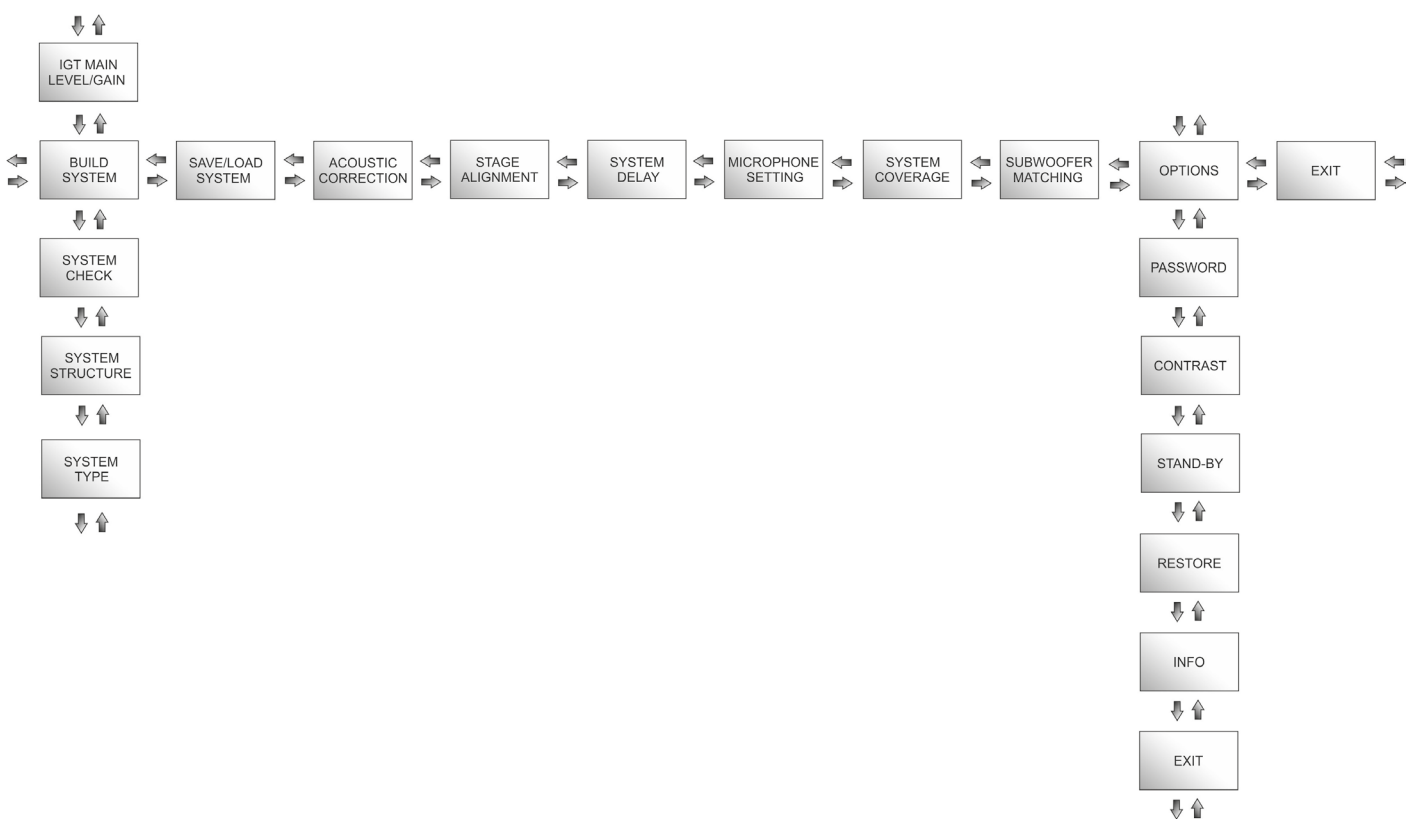 IGT MAIN
LEVEL/GAIN
BUILD
SYSTEM
SAVE/LOAD
SYSTEM
ACOUSTIC
CORRECTION
STAGE
ALIGNMENT
SYSTEM
DELAY
MICROPHONE
SETTING
SYSTEM
COVERAGE
SUBWOOFER
MATCHING
OPTIONS
EXIT
SYSTEM
CHECK
SYSTEM
STRUCTURE
SYSTEM
TYPE
PASSWORD
CONTRAST
STAND-BY
RESTORE
INFO
EXIT